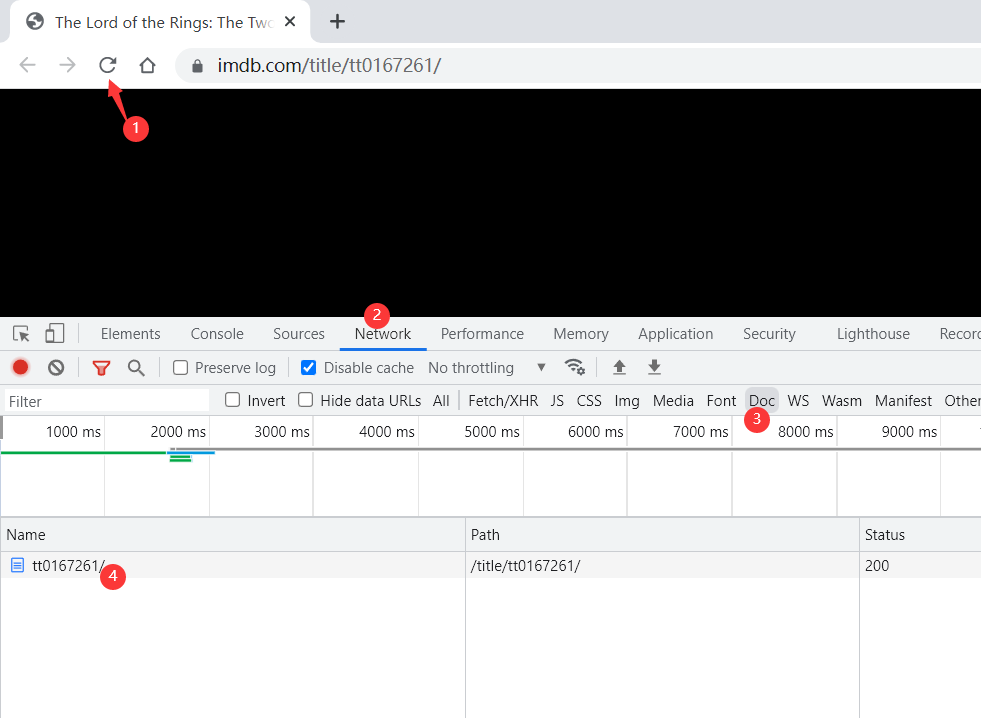 The Lord of the Rings: The Two
imdb.com/title/tt0167261/
1
2
Elements Console Sources Network Performance Memory Application Security Lighthouse Record
Preserve log Disable cache No throttling
Filter Invert Hide data URLs All Fetch/XHR JS CSS Img Media Font Doc WS Wasm Manifest Other
3
1000 ms 2000 ms 3000 ms 4000 ms 5000 ms 6000 ms 7000 ms 8000 ms 9000 ms
Name Path Status
tt0167261/ /title/tt0167261/ 200
4